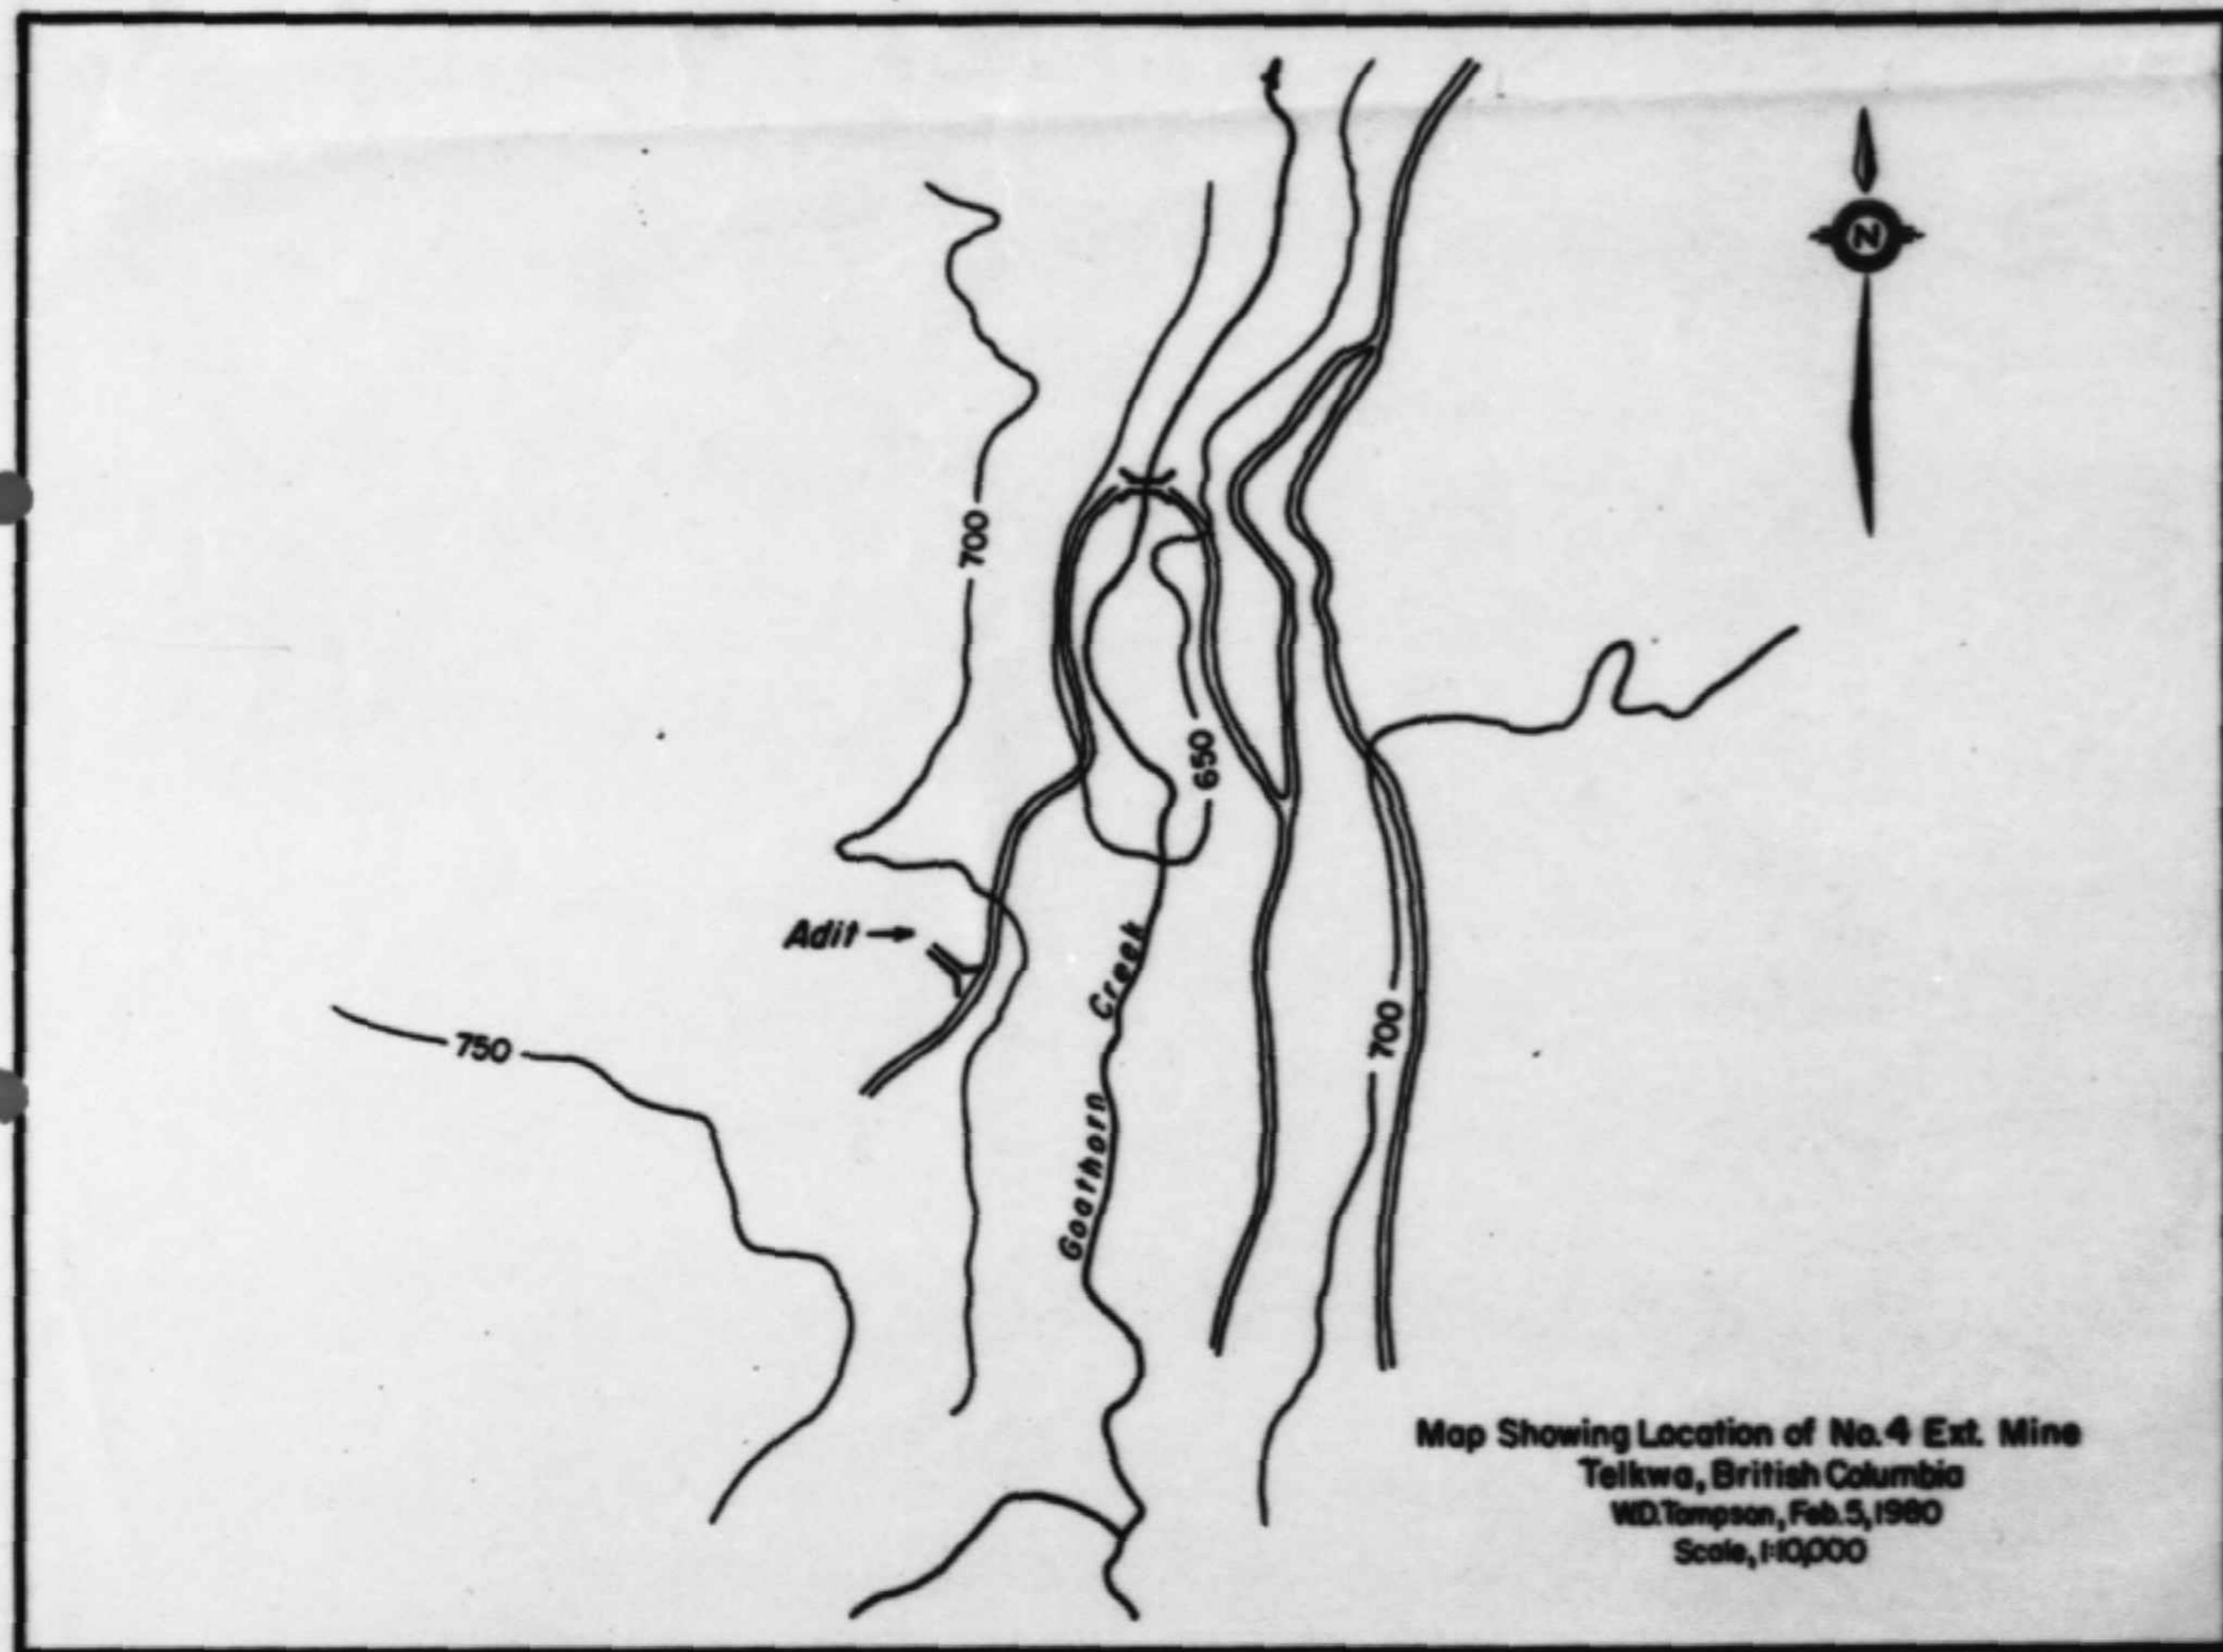 N
700
650
Adit
Creek
700
750
Goathorn
Map Showing Location of No.4 Ext. Mine
Telkwa, British Columbia
W.D.Tompson, Feb.5,1980
Scale, 1:10,000